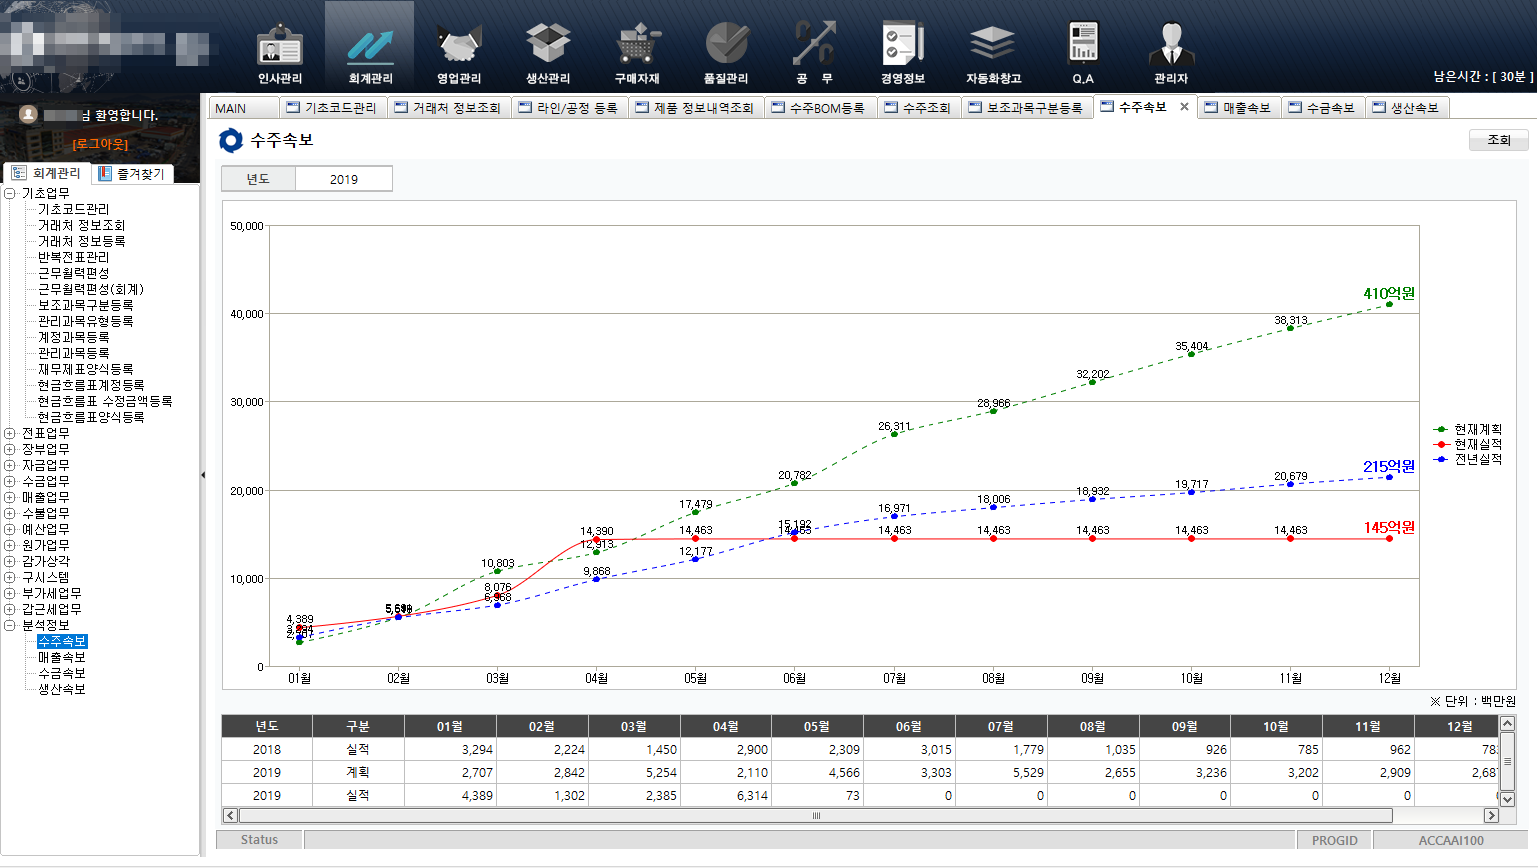 인사관리 회계관리 영업관리 생산관리 구매자재 품질관리 공 무 경영정보 자동화창고 Q.A 관리자
남은시간 : [ 30분 ]
님 환영합니다.
[로그아웃]
MAIN 기초코드관리 거래처 정보조회 라인/공정 등록 제품 정보내역조회 수주BOM등록 수주조회 보조과목구분등록 수주속보 매출속보 수금속보 생산속보
수주속보
조회
회계관리 즐겨찾기
기초업무
기초코드관리
거래처 정보조회
거래처 정보등록
반복전표관리
근무월력편성
근무월력편성(회계)
보조과목구분등록
관리과목유형등록
계정과목등록
관리과목등록
재무제표양식등록
현금흐름표계정등록
현금흐름표 수정금액등록
현금흐름표양식등록
전표업무
장부업무
자금업무
수금업무
매출업무
수불업무
예산업무
원가업무
감가상각
구시스템
부가세업무
갑근세업무
분석정보
수주속보
매출속보
수금속보
생산속보
년도 2019
50,000
40,000
30,000
20,000
10,000
0
410억원
38,313
35,404
32,202
28,966
26,311
20,782
17,479
12,913
10,803
215억원
20,679
19,717
18,932
18,006
16,971
15,192
12,177
9,868
6,968
145억원
14,463 14,463 14,463 14,463 14,463 14,463 14,463
14,390
8,076
4,389
현재계획
현재실적
전년실적
01월 02월 03월 04월 05월 06월 07월 08월 09월 10월 11월 12월
※ 단위 : 백만원
년도 구분 01월 02월 03월 04월 05월 06월 07월 08월 09월 10월 11월 12월
2018 실적 3,294 2,224 1,450 2,900 2,309 3,015 1,779 1,035 926 785 962
2019 계획 2,707 2,842 5,254 2,110 4,566 3,303 5,529 2,655 3,236 3,202 2,909
2019 실적 4,389 1,302 2,385 6,314 73 0 0 0 0 0 0
Status PROGID ACCAAI100